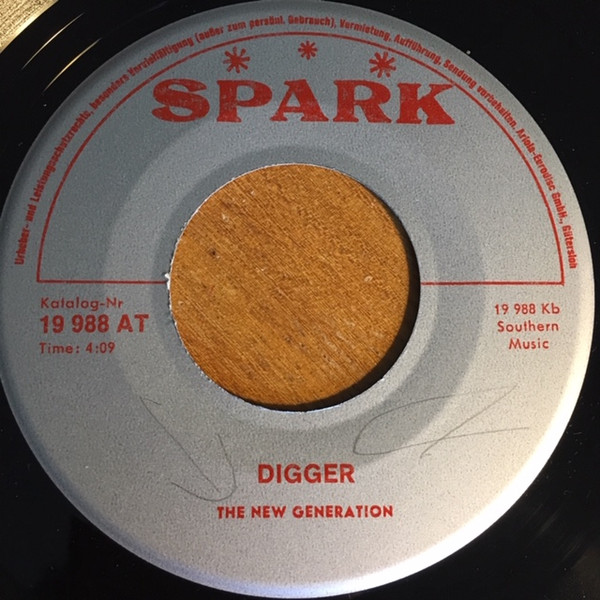 Urheber- und Leistungsschutzrechte, besonders Vervielfältigung (außer zum persönl. Gebrauch), Vermietung, Aufführung, Sendung vorbehalten. Ariola-Eurodisc GmbH., Gütersloh
SPARK
Katalog-Nr
19 988 AT
Time: 4:09
19 988 Kb
Southern
Music
DIGGER
THE NEW GENERATION